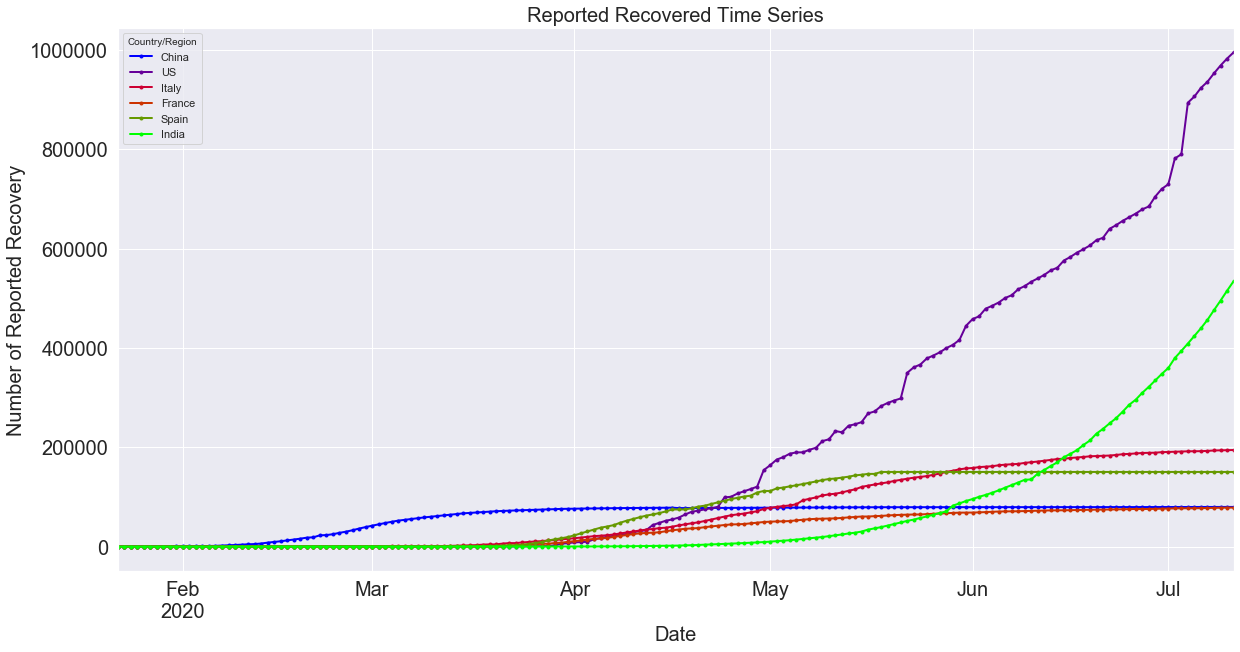 Reported Recovered Time Series
Country/Region
China
US
Italy
France
Spain
India
Number of Reported Recovery
1000000
800000
600000
400000
200000
0
Feb
2020
Mar
Apr
May
Jun
Jul
Date